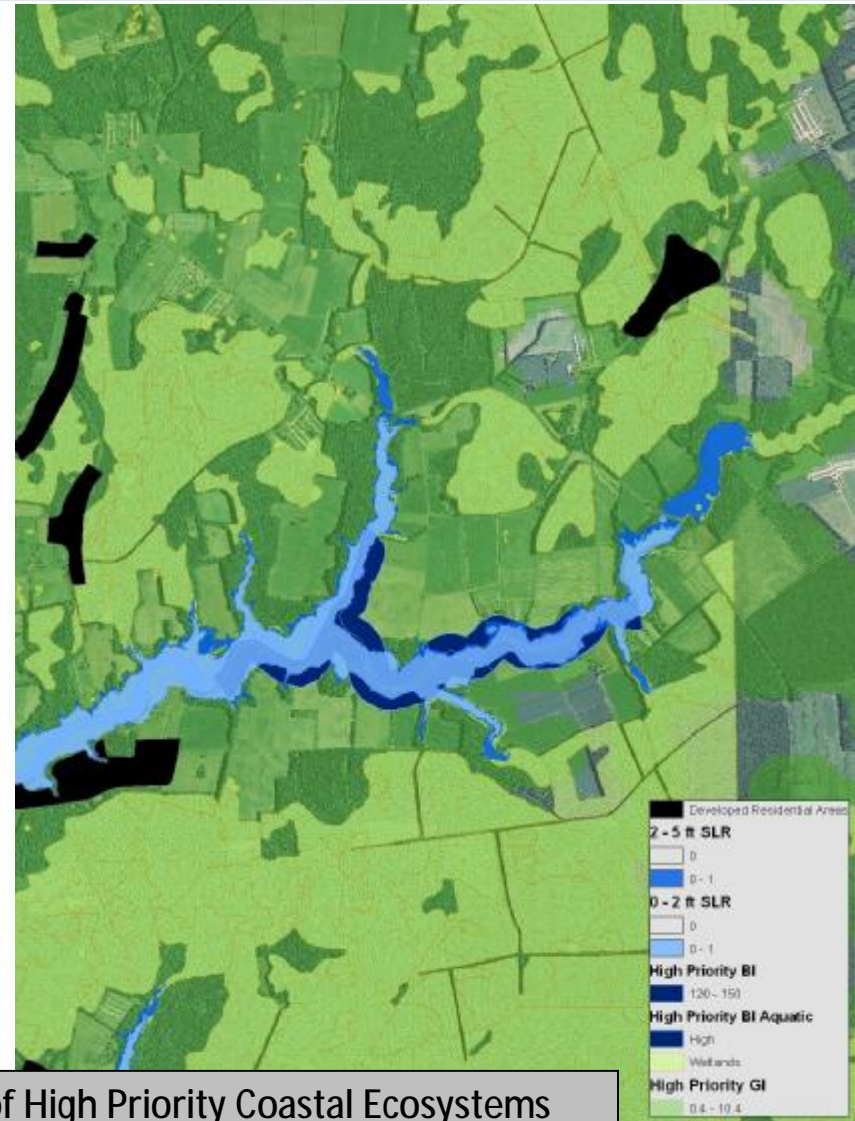 Developed Residential Areas
2 - 5 ft SLR
0
0 - 1
0 - 2 ft SLR
0
0 - 1
High Priority BI
120 - 150
High Priority BI Aquatic
High
Wetlands
High Priority GI
0.4 - 10.4
of High Priority Coastal Ecosystems